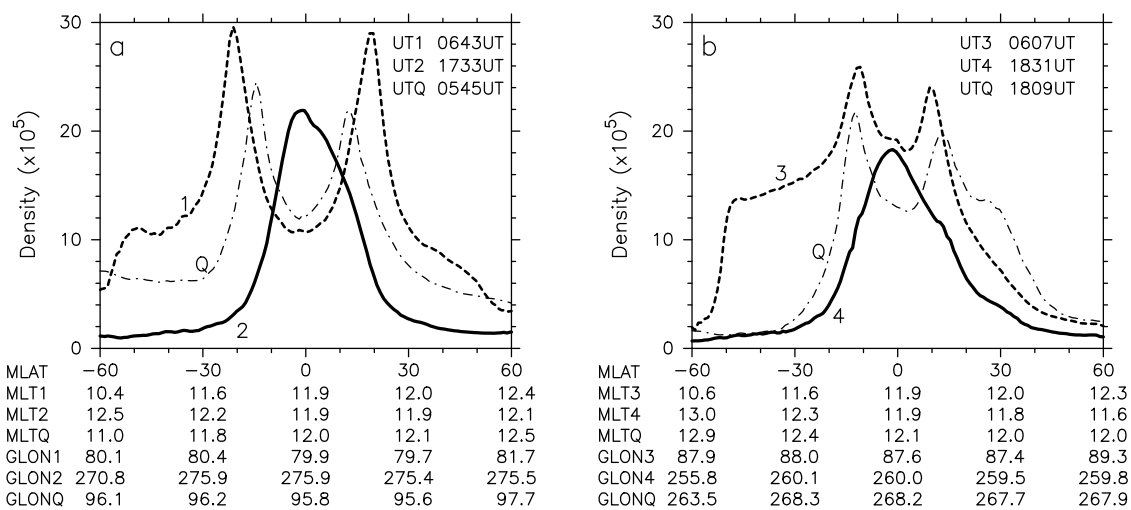 a
UT1 0643UT
UT2 1733UT
UTQ 0545UT
Density (x10⁵)
30
20
10
0
1
Q
2
−60 −30 0 30 60
MLAT
MLT1 10.4 11.6 11.9 12.0 12.4
MLT2 12.5 12.2 11.9 11.9 12.1
MLTQ 11.0 11.8 12.0 12.1 12.5
GLON1 80.1 80.4 79.9 79.7 81.7
GLON2 270.8 275.9 275.9 275.4 275.5
GLONQ 96.1 96.2 95.8 95.6 97.7
b
UT3 0607UT
UT4 1831UT
UTQ 1809UT
Density (x10⁵)
30
20
10
0
3
Q
4
−60 −30 0 30 60
MLAT
MLT3 10.6 11.6 11.9 12.0 12.3
MLT4 13.0 12.3 11.9 11.8 11.6
MLTQ 12.9 12.4 12.1 12.0 12.0
GLON3 87.9 88.0 87.6 87.4 89.3
GLON4 255.8 260.1 260.0 259.5 259.8
GLONQ 263.5 268.3 268.2 267.7 267.9